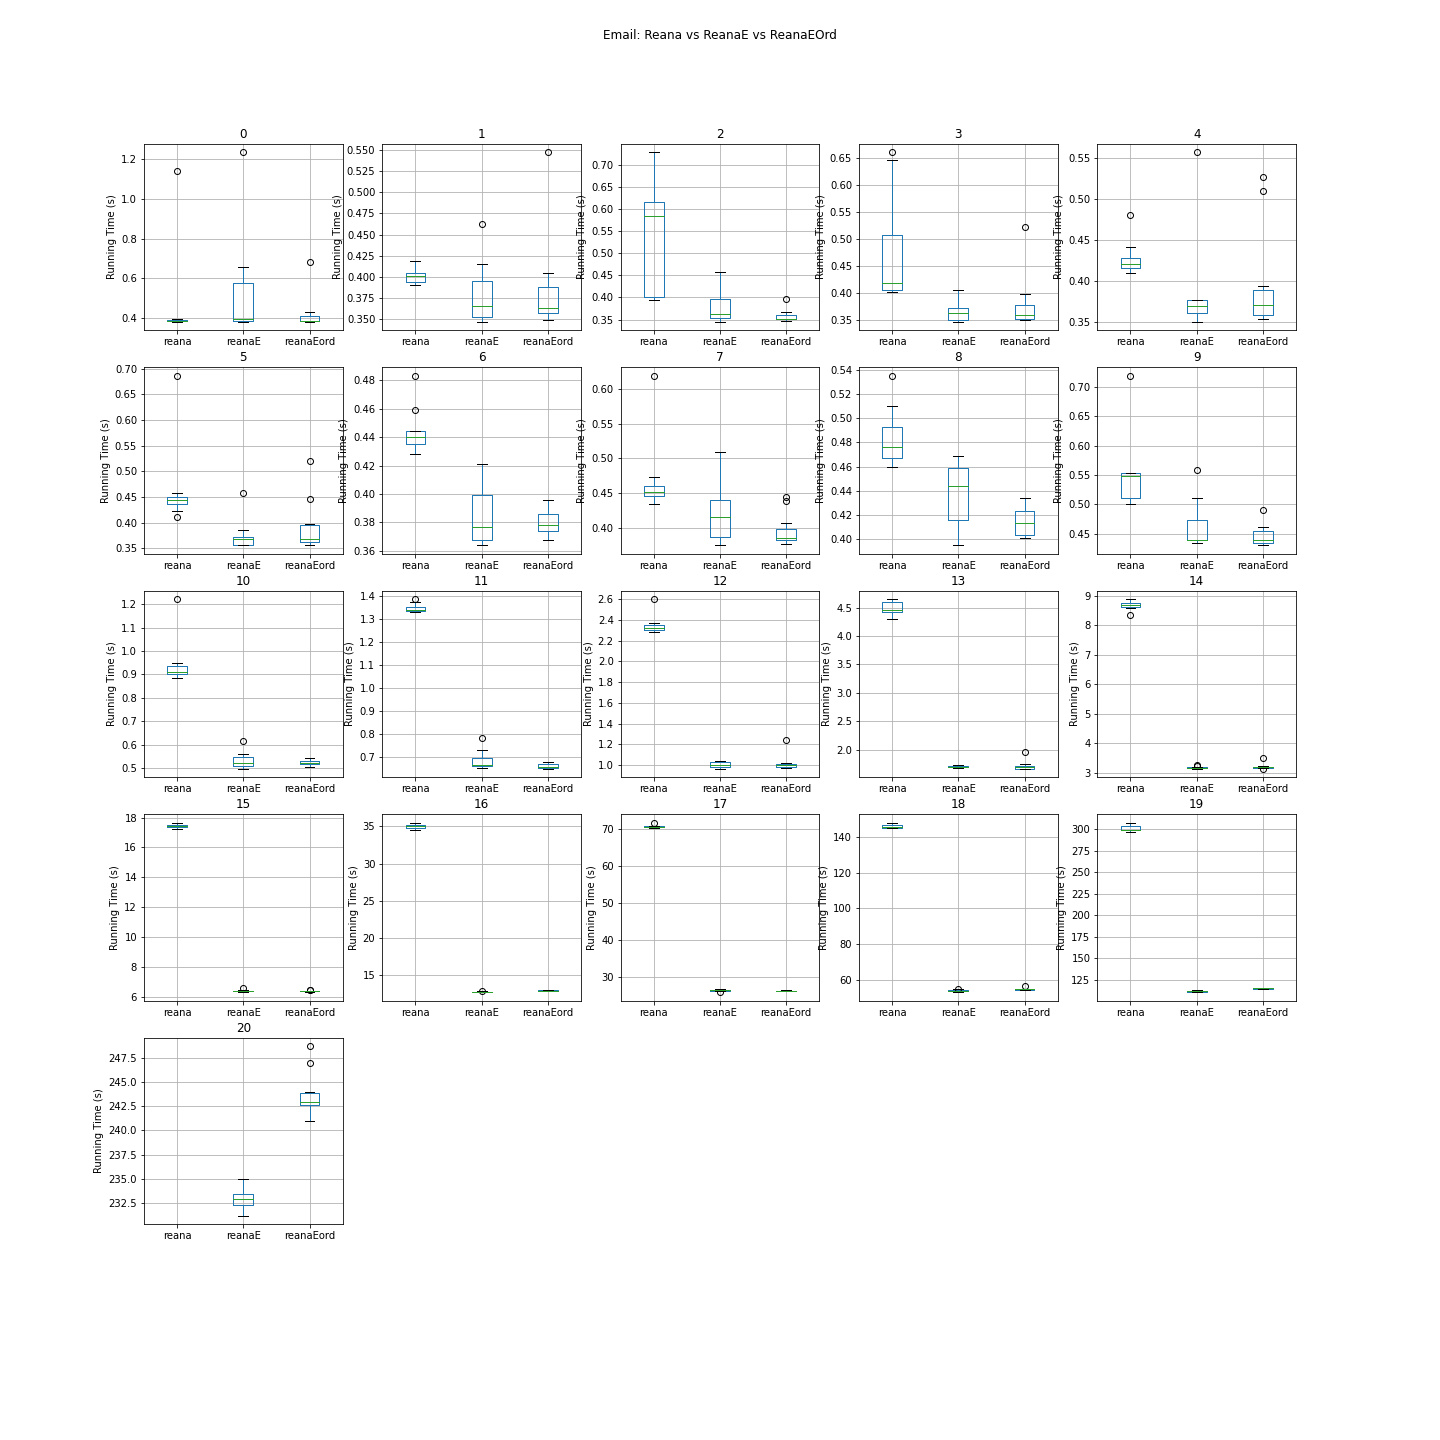 Email: Reana vs ReanaE vs ReanaEOrd
0
Running Time (s)
1.2
1.0
0.8
0.6
0.4
reana
reanaE
reanaEord
1
Running Time (s)
0.550
0.525
0.500
0.475
0.450
0.425
0.400
0.375
0.350
reana
reanaE
reanaEord
2
Running Time (s)
0.70
0.65
0.60
0.55
0.50
0.45
0.40
0.35
reana
reanaE
reanaEord
3
Running Time (s)
0.65
0.60
0.55
0.50
0.45
0.40
0.35
reana
reanaE
reanaEord
4
Running Time (s)
0.55
0.50
0.45
0.40
0.35
reana
reanaE
reanaEord
5
Running Time (s)
0.70
0.65
0.60
0.55
0.50
0.45
0.40
0.35
reana
reanaE
reanaEord
6
Running Time (s)
0.48
0.46
0.44
0.42
0.40
0.38
0.36
reana
reanaE
reanaEord
7
Running Time (s)
0.60
0.55
0.50
0.45
0.40
reana
reanaE
reanaEord
8
Running Time (s)
0.54
0.52
0.50
0.48
0.46
0.44
0.42
0.40
reana
reanaE
reanaEord
9
Running Time (s)
0.70
0.65
0.60
0.55
0.50
0.45
reana
reanaE
reanaEord
10
Running Time (s)
1.2
1.1
1.0
0.9
0.8
0.7
0.6
0.5
reana
reanaE
reanaEord
11
Running Time (s)
1.4
1.3
1.2
1.1
1.0
0.9
0.8
0.7
reana
reanaE
reanaEord
12
Running Time (s)
2.6
2.4
2.2
2.0
1.8
1.6
1.4
1.2
1.0
reana
reanaE
reanaEord
13
Running Time (s)
4.5
4.0
3.5
3.0
2.5
2.0
reana
reanaE
reanaEord
14
Running Time (s)
9
8
7
6
5
4
3
reana
reanaE
reanaEord
15
Running Time (s)
18
16
14
12
10
8
6
reana
reanaE
reanaEord
16
Running Time (s)
35
30
25
20
15
reana
reanaE
reanaEord
17
Running Time (s)
70
60
50
40
30
reana
reanaE
reanaEord
18
Running Time (s)
140
120
100
80
60
reana
reanaE
reanaEord
19
Running Time (s)
300
275
250
225
200
175
150
125
reana
reanaE
reanaEord
20
Running Time (s)
247.5
245.0
242.5
240.0
237.5
235.0
232.5
reana
reanaE
reanaEord